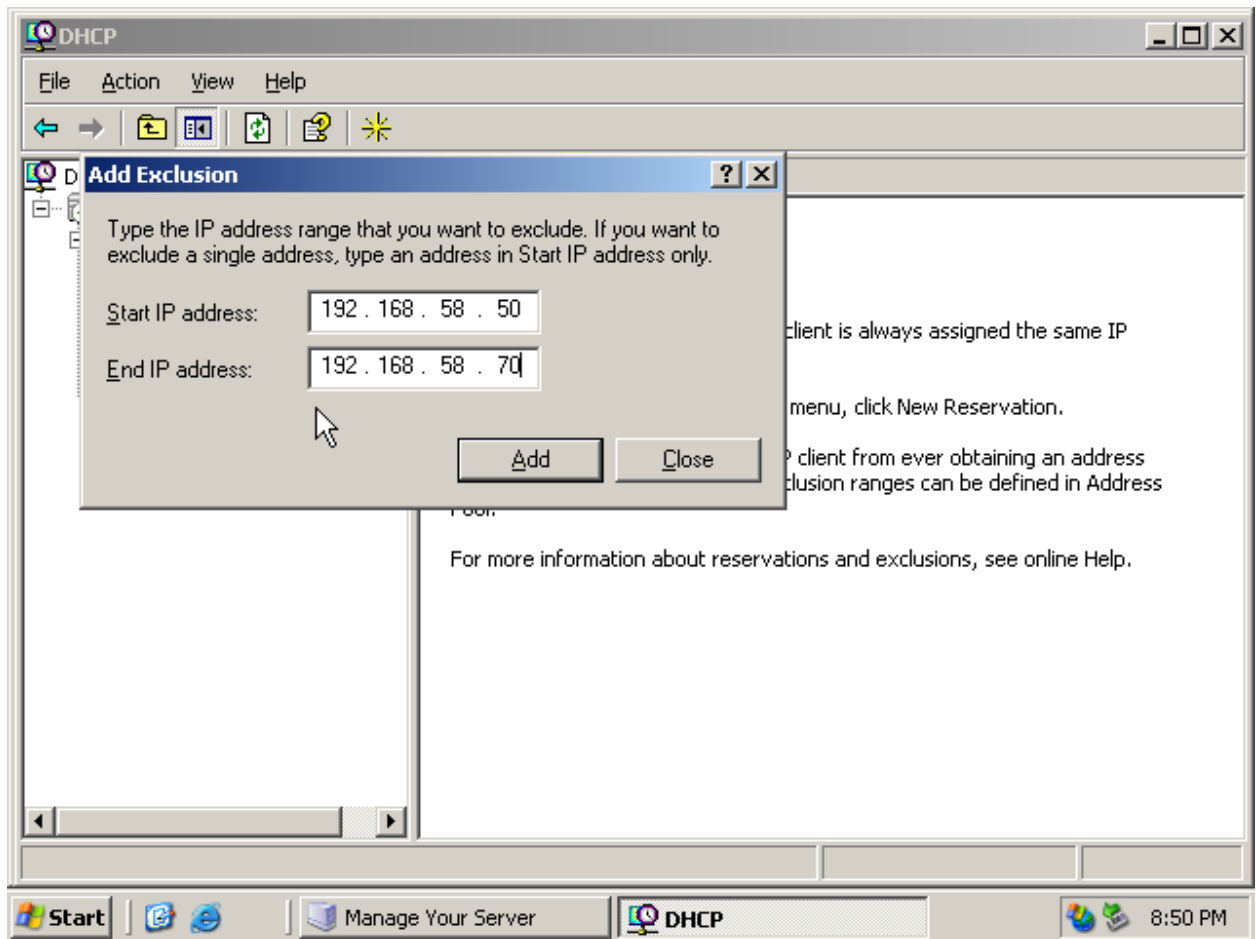 DHCP
File Action View Help
D
Add Exclusion
Type the IP address range that you want to exclude. If you want to
exclude a single address, type an address in Start IP address only.
Start IP address: 192 . 168 . 58 . 50
End IP address: 192 . 168 . 58 . 70
Add Close
client is always assigned the same IP
menu, click New Reservation.
client from ever obtaining an address
clusion ranges can be defined in Address
Pool.
For more information about reservations and exclusions, see online Help.
Start Manage Your Server DHCP 8:50 PM